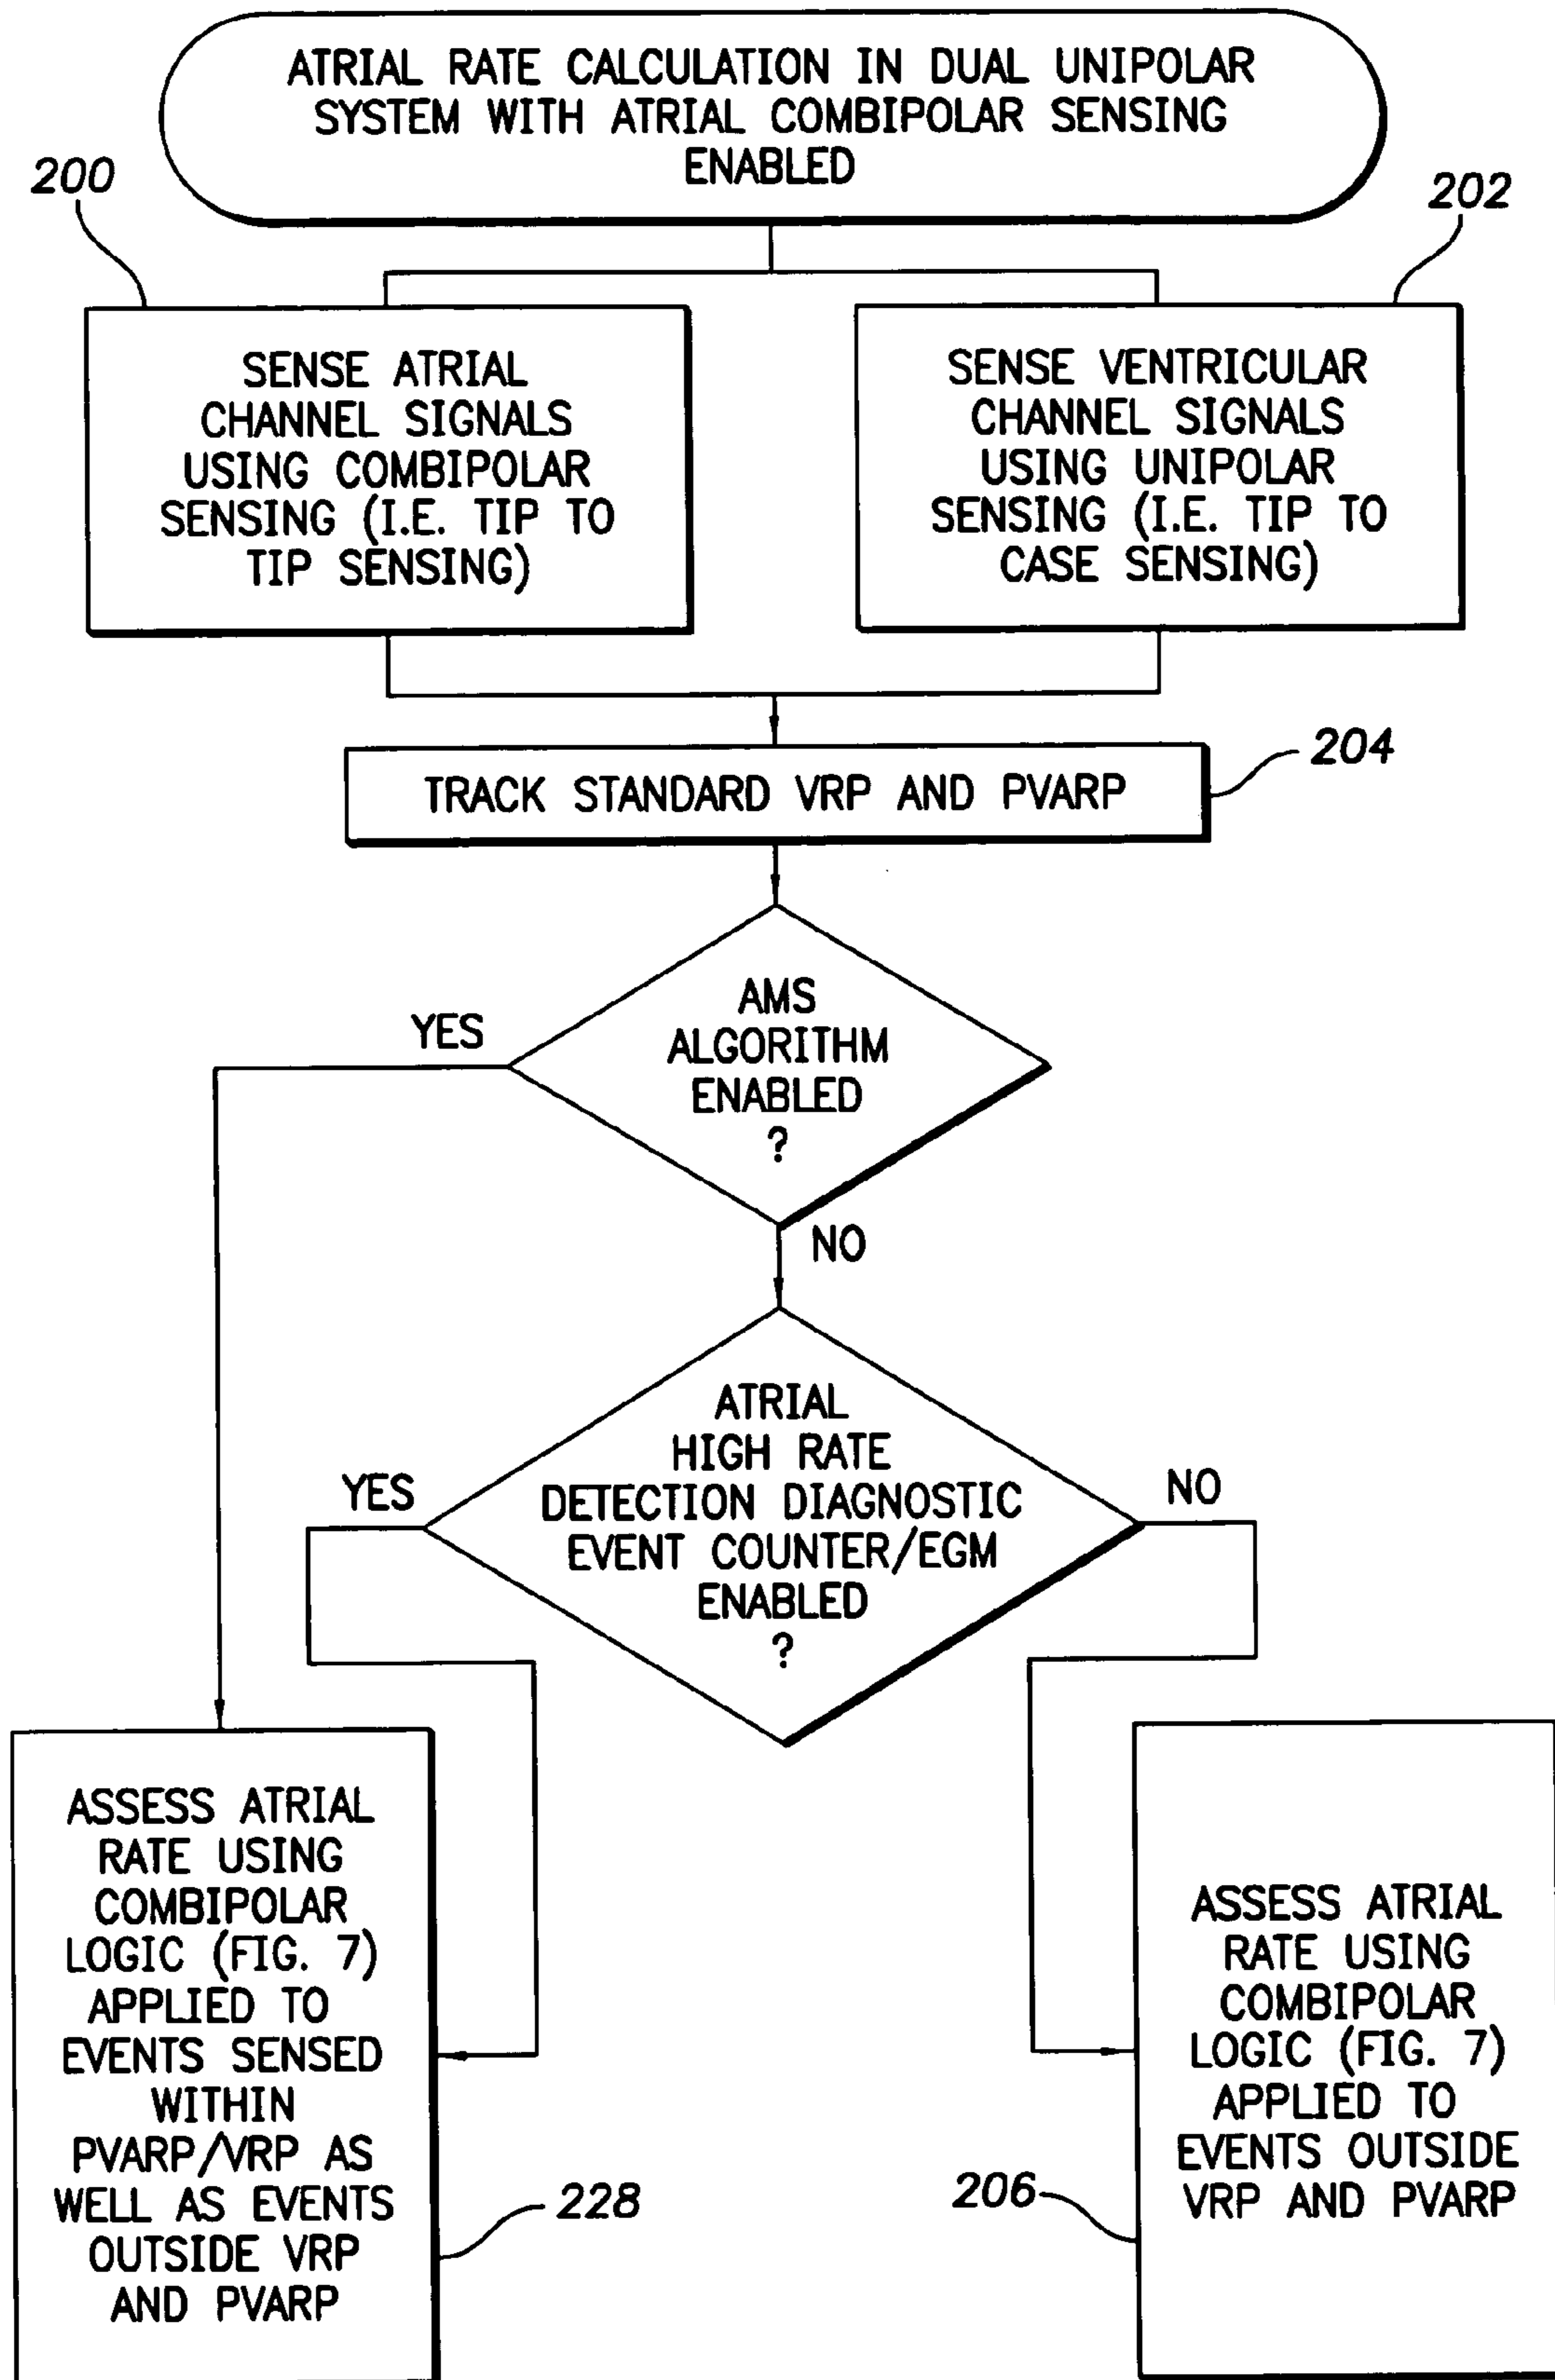 ATRIAL RATE CALCULATION IN DUAL UNIPOLAR
SYSTEM WITH ATRIAL COMBIPOLAR SENSING
ENABLED
200
202
SENSE ATRIAL
CHANNEL SIGNALS
USING COMBIPOLAR
SENSING (I.E. TIP TO
TIP SENSING)
SENSE VENTRICULAR
CHANNEL SIGNALS
USING UNIPOLAR
SENSING (I.E. TIP TO
CASE SENSING)
204
TRACK STANDARD VRP AND PVARP
AMS
ALGORITHM
ENABLED
?
YES
NO
ATRIAL
HIGH RATE
DETECTION DIAGNOSTIC
EVENT COUNTER/EGM
ENABLED
?
YES
NO
ASSESS ATRIAL
RATE USING
COMBIPOLAR
LOGIC (FIG. 7)
APPLIED TO
EVENTS SENSED
WITHIN
PVARP/VRP AS
WELL AS EVENTS
OUTSIDE VRP
AND PVARP
228
ASSESS ATRIAL
RATE USING
COMBIPOLAR
LOGIC (FIG. 7)
APPLIED TO
EVENTS OUTSIDE
VRP AND PVARP
206